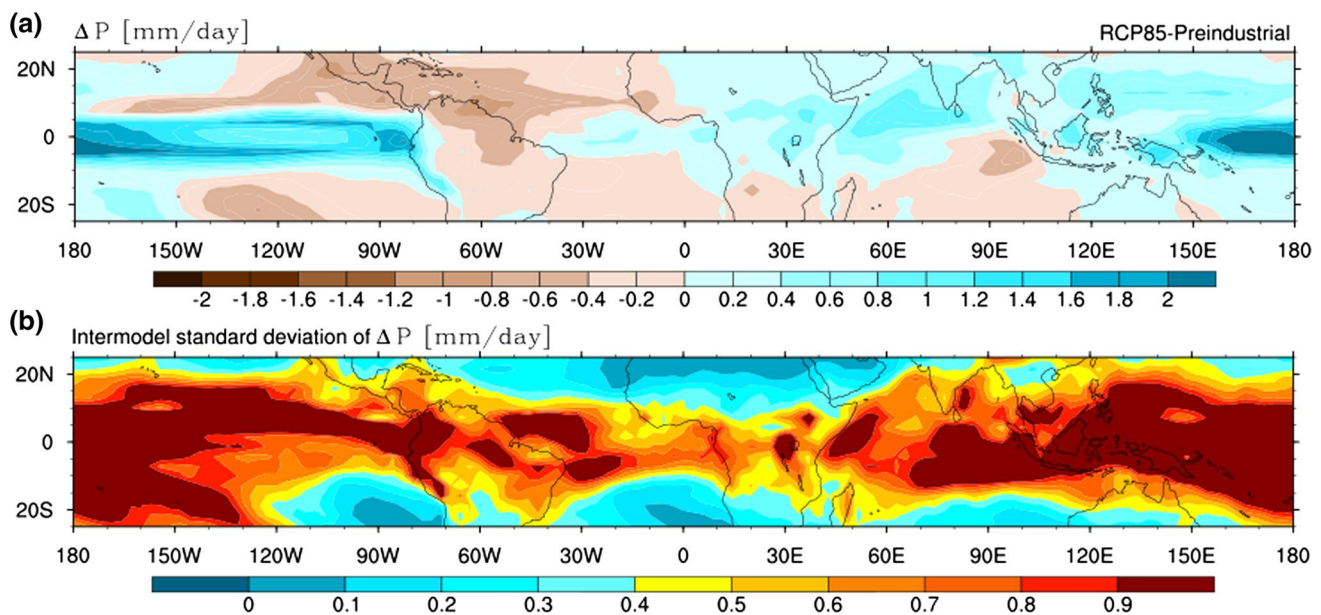 (a)
Δ P [mm/day]
RCP85-Preindustrial
20N
0
20S
180 150W 120W 90W 60W 30W 0 30E 60E 90E 120E 150E 180
-2 -1.8 -1.6 -1.4 -1.2 -1 -0.8 -0.6 -0.4 -0.2 0 0.2 0.4 0.6 0.8 1 1.2 1.4 1.6 1.8 2
(b)
Intermodel standard deviation of Δ P [mm/day]
20N
0
20S
180 150W 120W 90W 60W 30W 0 30E 60E 90E 120E 150E 180
0 0.1 0.2 0.3 0.4 0.5 0.6 0.7 0.8 0.9